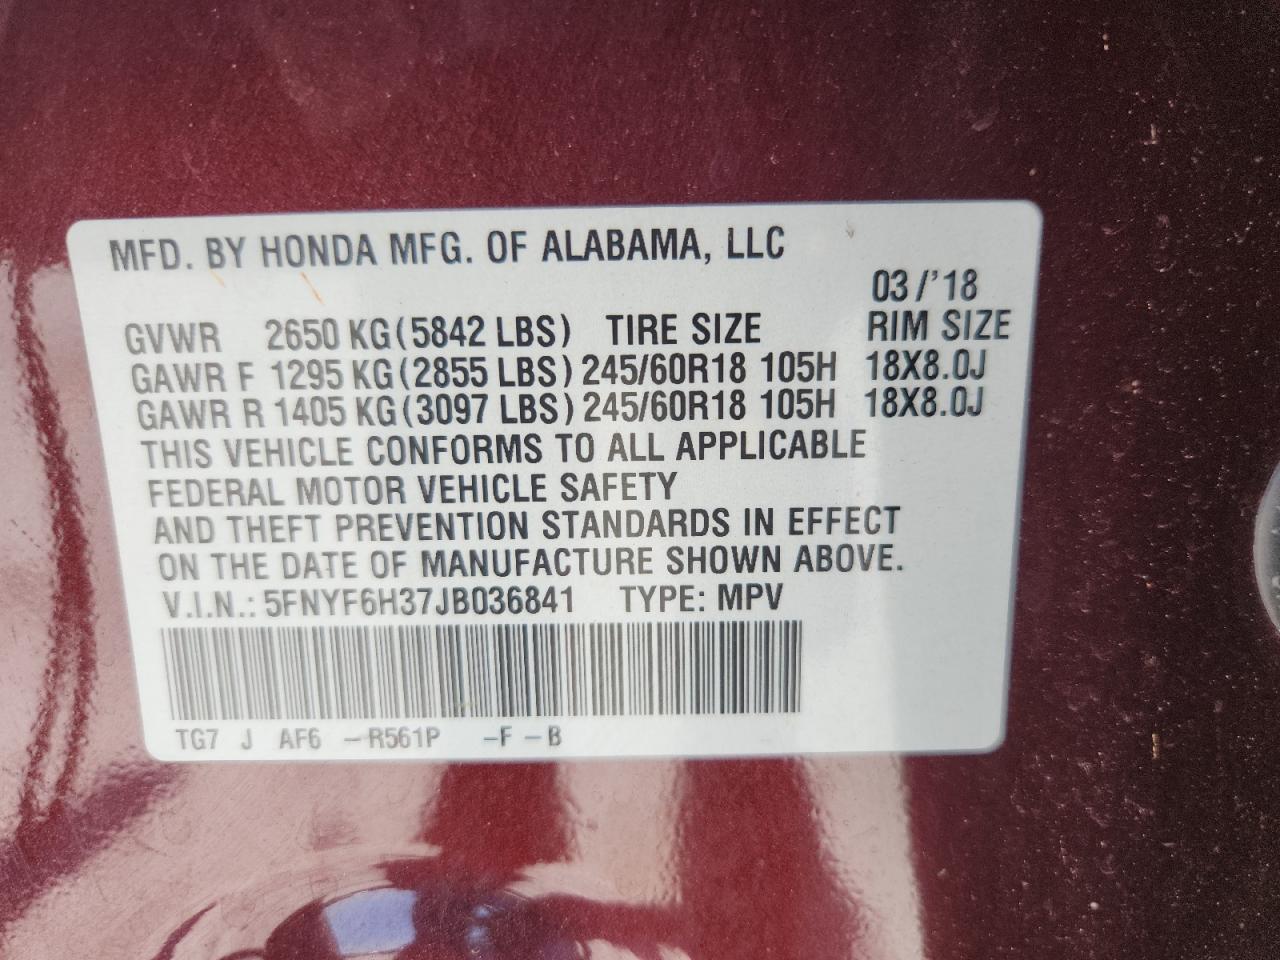 MFD. BY HONDA MFG. OF ALABAMA, LLC
03/'18
GVWR 2650 KG (5842 LBS) TIRE SIZE RIM SIZE
GAWR F 1295 KG (2855 LBS) 245/60R18 105H 18X8.0J
GAWR R 1405 KG (3097 LBS) 245/60R18 105H 18X8.0J
THIS VEHICLE CONFORMS TO ALL APPLICABLE
FEDERAL MOTOR VEHICLE SAFETY
AND THEFT PREVENTION STANDARDS IN EFFECT
ON THE DATE OF MANUFACTURE SHOWN ABOVE.
V.I.N.: 5FNYF6H37JB036841 TYPE: MPV
TG7 J AF6 -R561P -F -B